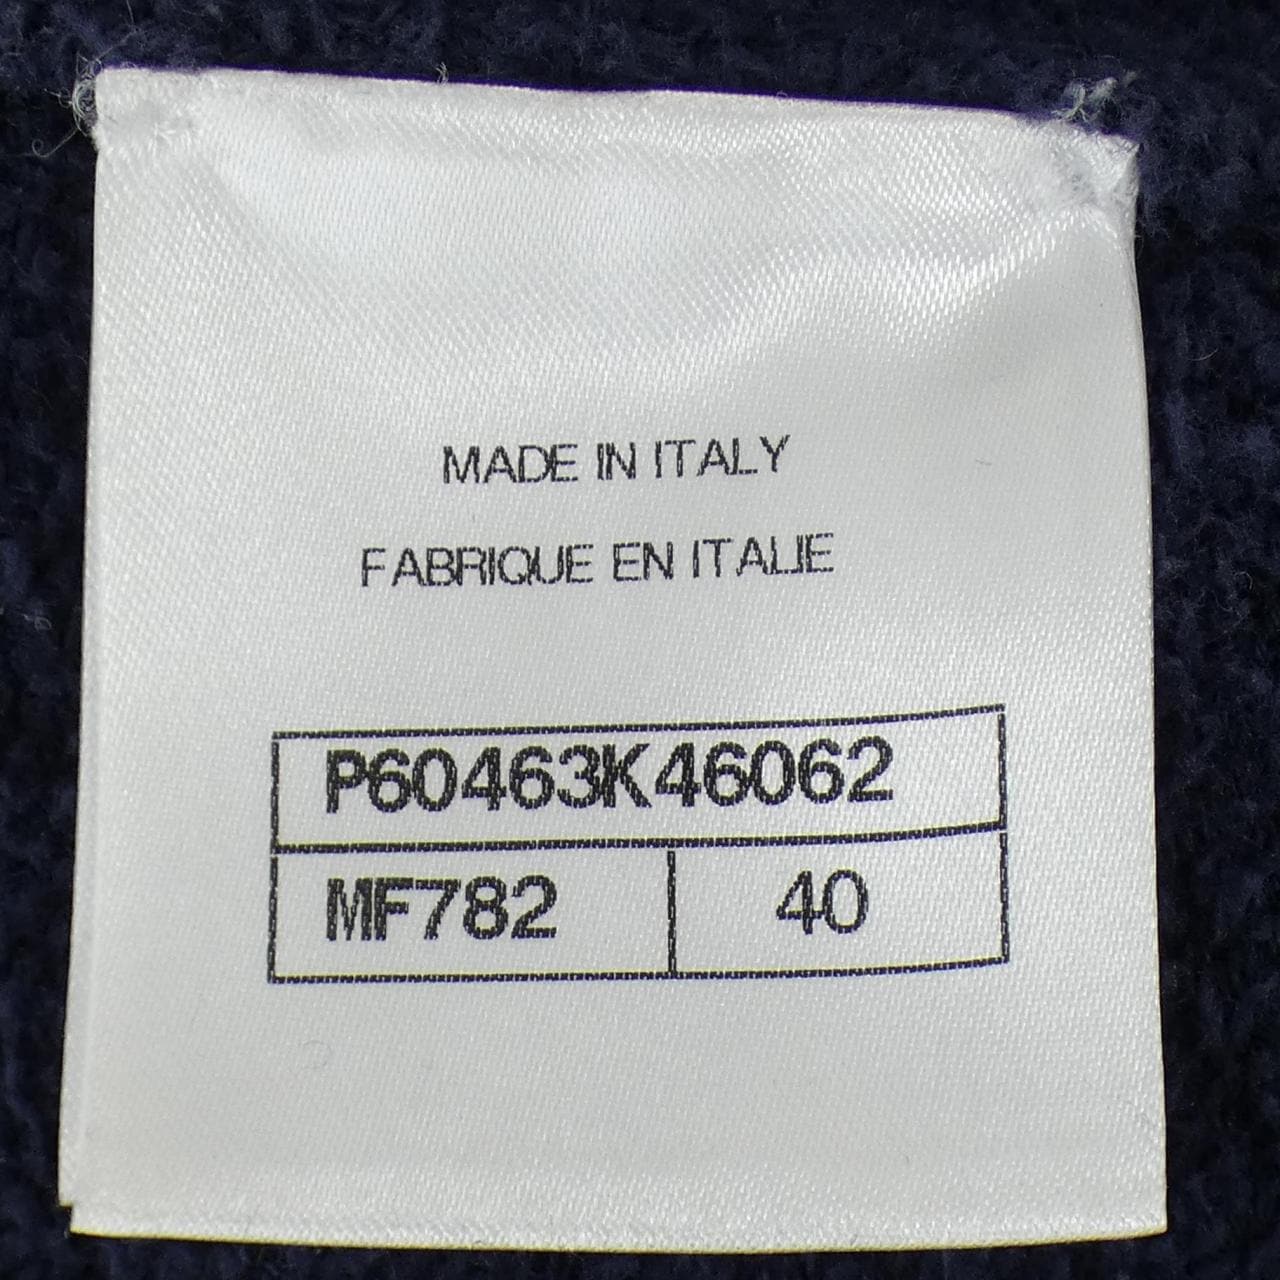 MADE IN ITALY
FABRIQUE EN ITALIE
P60463K46062
MF782 40